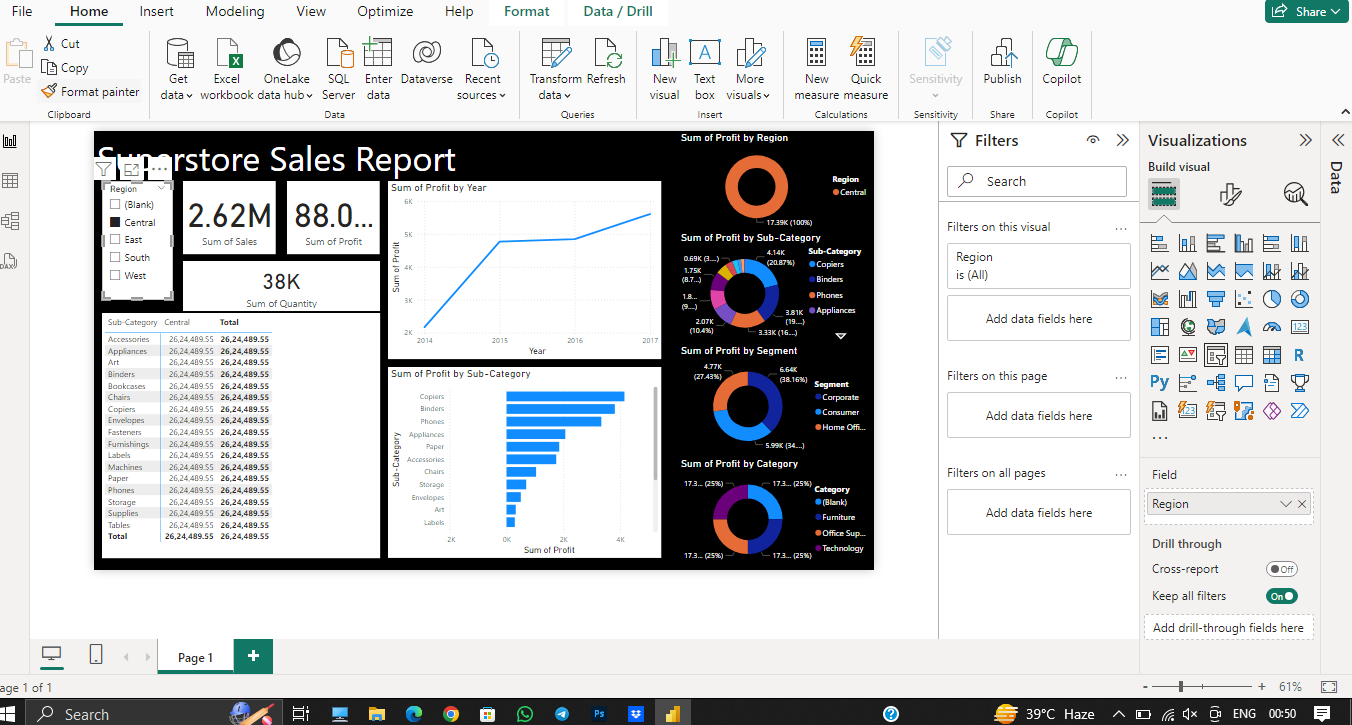 File Home Insert Modeling View Optimize Help Format Data / Drill Share
Paste
Cut
Copy
Format painter
Get data
Excel workbook
OneLake data hub
SQL Server
Enter data
Dataverse
Recent sources
Transform data
Refresh
New visual
Text box
More visuals
New measure
Quick measure
Sensitivity
Publish
Copilot
Clipboard Data Queries Insert Calculations Sensitivity Share Copilot
Superstore Sales Report
Region
(Blank)
Central
East
South
West
2.62M
Sum of Sales
88.0...
Sum of Profit
38K
Sum of Quantity
Sub-Category Central Total
Accessories 26,24,489.55 26,24,489.55
Appliances 26,24,489.55 26,24,489.55
Art 26,24,489.55 26,24,489.55
Binders 26,24,489.55 26,24,489.55
Bookcases 26,24,489.55 26,24,489.55
Chairs 26,24,489.55 26,24,489.55
Copiers 26,24,489.55 26,24,489.55
Envelopes 26,24,489.55 26,24,489.55
Fasteners 26,24,489.55 26,24,489.55
Furnishings 26,24,489.55 26,24,489.55
Labels 26,24,489.55 26,24,489.55
Machines 26,24,489.55 26,24,489.55
Paper 26,24,489.55 26,24,489.55
Phones 26,24,489.55 26,24,489.55
Storage 26,24,489.55 26,24,489.55
Supplies 26,24,489.55 26,24,489.55
Tables 26,24,489.55 26,24,489.55
Total 26,24,489.55 26,24,489.55
Sum of Profit by Year
Sum of Profit
6K
5K
4K
3K
2K
2014 2015 2016 2017
Year
Sum of Profit by Sub-Category
Sub-Category
Copiers
Binders
Phones
Appliances
Paper
Accessories
Chairs
Storage
Envelopes
Art
Labels
2K 0K 2K 4K
Sum of Profit
Sum of Profit by Region
Region
Central
17.39K (100%)
Sum of Profit by Sub-Category
Sub-Category
Copiers
Binders
Phones
Appliances
4.14K
(20.87%)
3.81K
(19....)
3.33K (16....)
2.07K
(10.4%)
1.8...
(9....)
1.75K
(8.7...)
0.69K (3....)
Sum of Profit by Segment
Segment
Corporate
Consumer
Home Offi...
4.77K
(27.43%)
6.64K
(38.16%)
5.99K (34....)
Sum of Profit by Category
Category
(Blank)
Furniture
Office Sup...
Technology
17.3... (25%) 17.3... (25%)
17.3... (25%) 17.3... (25%)
Filters
Search
Filters on this visual ...
Region
is (All)
Add data fields here
Filters on this page ...
Add data fields here
Filters on all pages ...
Add data fields here
Visualizations
Build visual
123
R
Py
123
...
Field
Region
Drill through
Cross-report Off
Keep all filters On
Add drill-through fields here
Data
DAX
Page 1
+
age 1 of 1
- + 61%
Search
Ps
39°C Haze
ENG 00:50